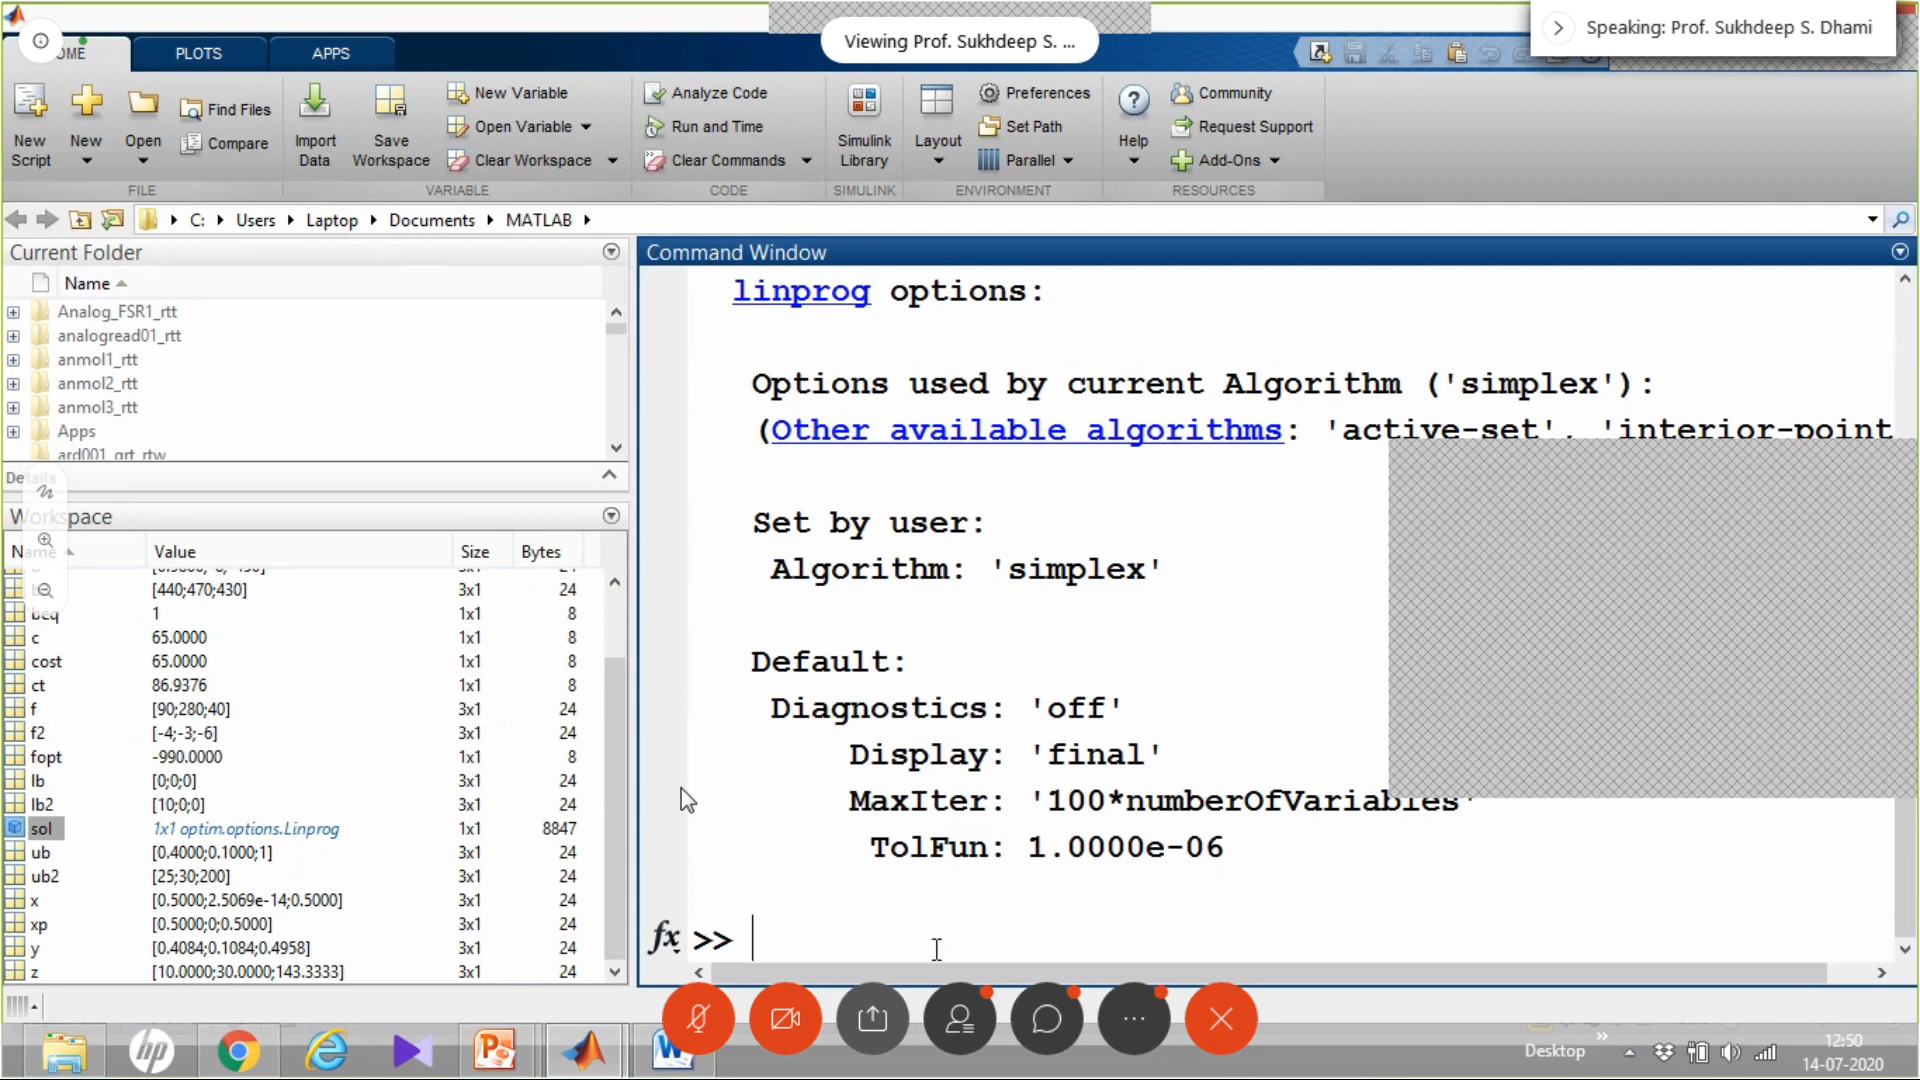 Viewing Prof. Sukhdeep S. ...
Speaking: Prof. Sukhdeep S. Dhami
OME
PLOTS
APPS
New Script
New
Open
Find Files
Compare
Import Data
Save Workspace
New Variable
Open Variable
Clear Workspace
Analyze Code
Run and Time
Clear Commands
Simulink Library
Layout
Preferences
Set Path
Parallel
Help
Community
Request Support
Add-Ons
FILE
VARIABLE
CODE
SIMULINK
ENVIRONMENT
RESOURCES
C: Users Laptop Documents MATLAB
Current Folder
Name
Analog_FSR1_rtt
analogread01_rtt
anmol1_rtt
anmol2_rtt
anmol3_rtt
Apps
ard001_grt_rtw
Details
Workspace
Name Value Size Bytes
[440;470;430] 3x1 24
beq 1 1x1 8
c 65.0000 1x1 8
cost 65.0000 1x1 8
ct 86.9376 1x1 8
f [90;280;40] 3x1 24
f2 [-4;-3;-6] 3x1 24
fopt -990.0000 1x1 8
lb [0;0;0] 3x1 24
lb2 [10;0;0] 3x1 24
sol 1x1 optim.options.Linprog 1x1 8847
ub [0.4000;0.1000;1] 3x1 24
ub2 [25;30;200] 3x1 24
x [0.5000;2.5069e-14;0.5000] 3x1 24
xp [0.5000;0;0.5000] 3x1 24
y [0.4084;0.1084;0.4958] 3x1 24
z [10.0000;30.0000;143.3333] 3x1 24
Command Window
linprog options:
Options used by current Algorithm ('simplex'):
(Other available algorithms: 'active-set', 'interior-point
Set by user:
Algorithm: 'simplex'
Default:
Diagnostics: 'off'
Display: 'final'
MaxIter: '100*numberOfVariables'
TolFun: 1.0000e-06
fx >>
hp
Desktop
12:50
14-07-2020